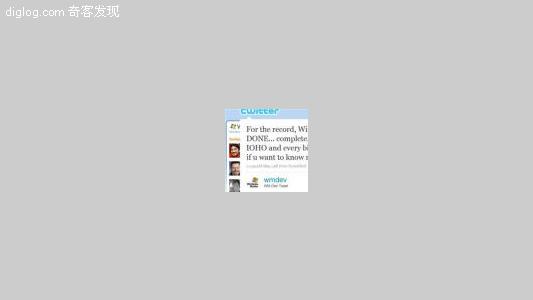 diglog.com 奇客发现
twitter
For the record, Wi
DONE... complete.
IOHO and every bi
if u want to know
wmdev